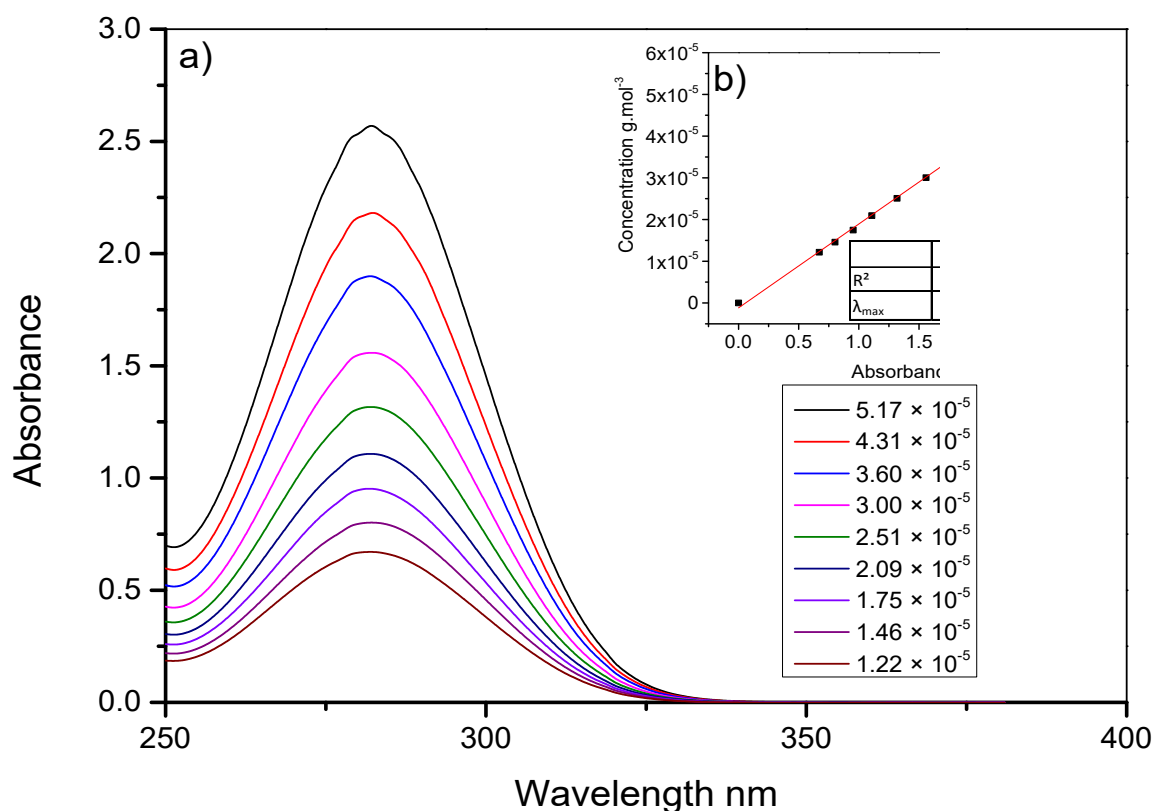 a)
3.0
2.5
2.0
1.5
1.0
0.5
0.0
Absorbance
250
300
350
400
Wavelength nm
b)
Concentration g.mol⁻³
6x10⁻⁵
5x10⁻⁵
4x10⁻⁵
3x10⁻⁵
2x10⁻⁵
1x10⁻⁵
0
0.0 0.5 1.0 1.5
R²
λmax
Absorbanc
5.17 × 10⁻⁵
4.31 × 10⁻⁵
3.60 × 10⁻⁵
3.00 × 10⁻⁵
2.51 × 10⁻⁵
2.09 × 10⁻⁵
1.75 × 10⁻⁵
1.46 × 10⁻⁵
1.22 × 10⁻⁵